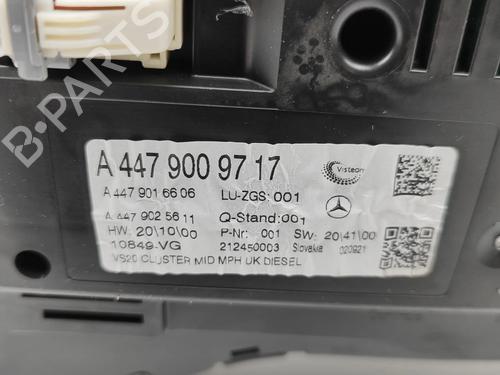 B-PARTS
A 447 900 97 17
Visteon
A 447 901 66 06 LU-ZGS: 001
A 447 902 56 11 Q-Stand: 001
HW: 20\10\00 P-Nr: 001 SW: 20\41\00
10849.VG 212450003 Slovakia 020921
VS20 CLUSTER MID MPH UK DIESEL